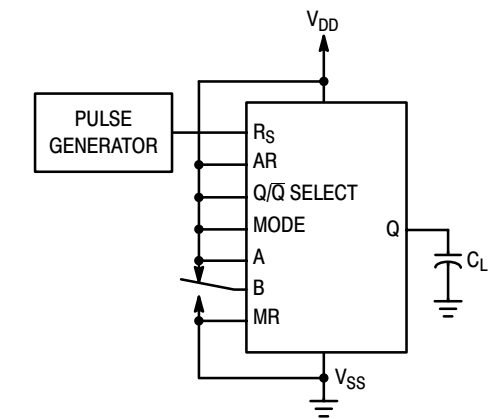 V_DD
PULSE
GENERATOR
R_S
AR
Q/Q̅ SELECT
MODE
Q
A
B
C_L
MR
V_SS